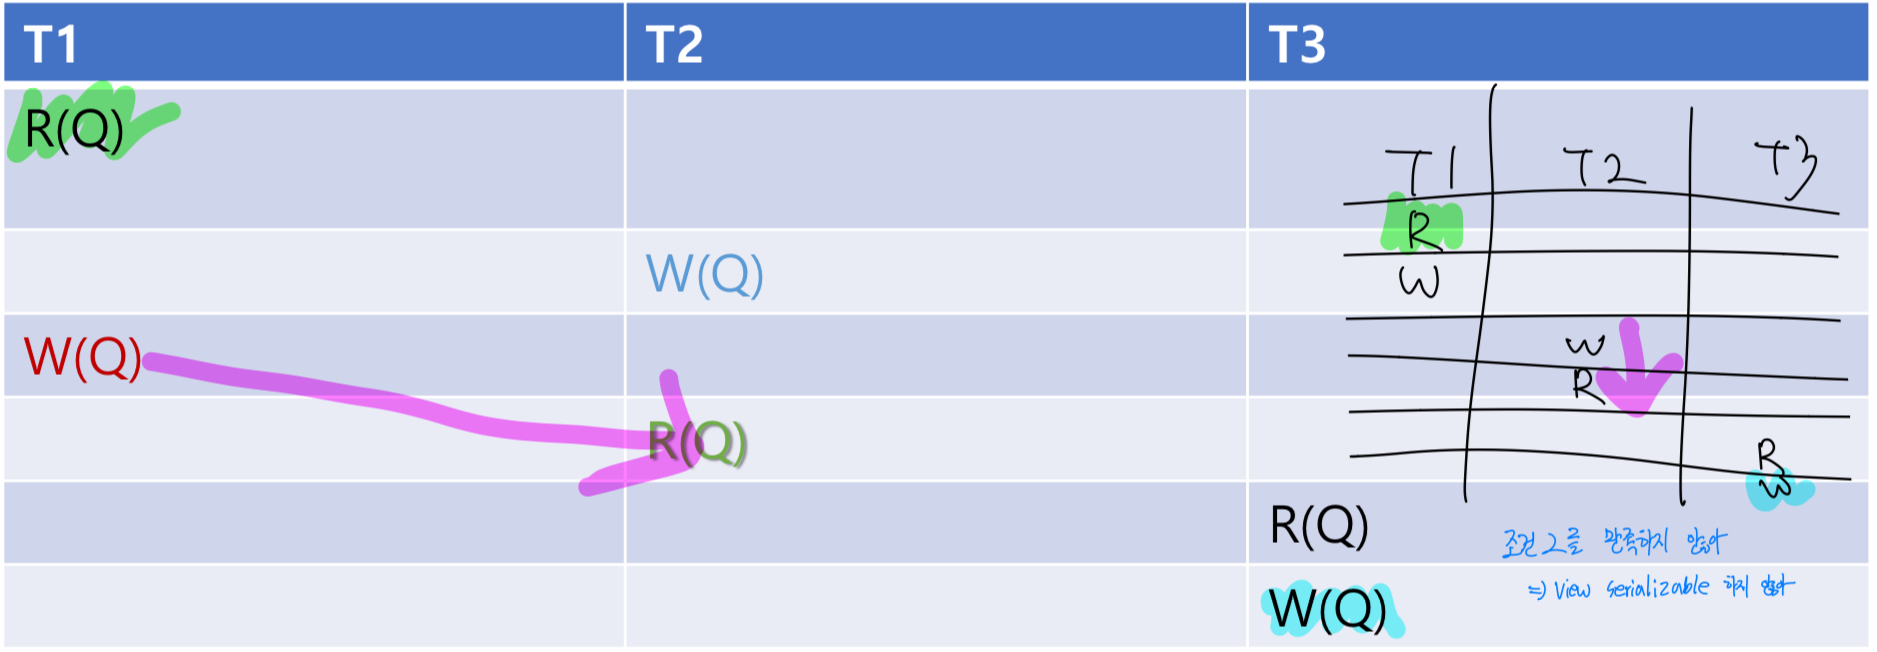 T1 T2 T3
R(Q)
T1 T2 T3
R
W(Q)
W
W(Q)
W
R
R(Q)
R
W
R(Q)
조건 2를 만족하지 않아
=) View serializable 하지 않아
W(Q)